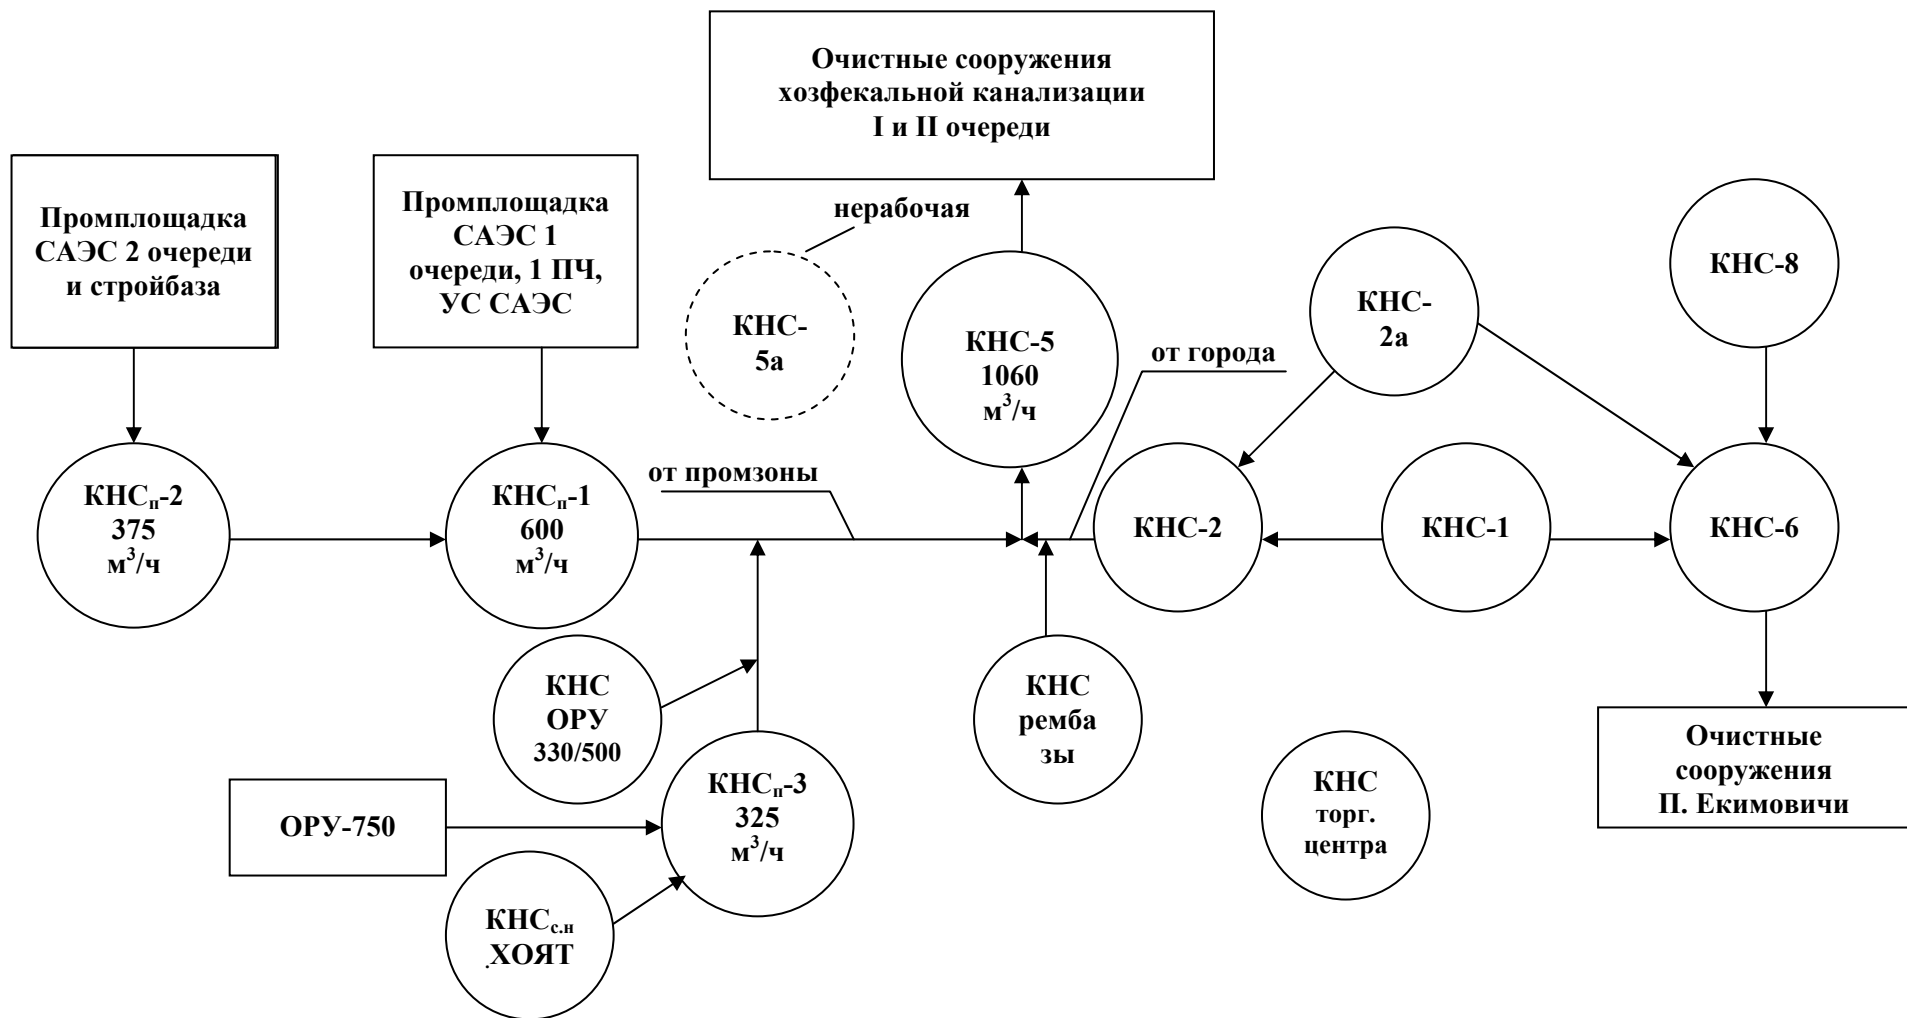 Очистные сооружения
хозфекальной канализации
I и II очереди
Промплощадка
САЭС 2 очереди
и стройбаза
Промплощадка
САЭС 1
очереди, 1 ПЧ,
УС САЭС
нерабочая
КНС-
5а
КНС-5
1060
м³/ч
от города
КНС-
2а
КНС-8
КНСп-2
375
м³/ч
КНСп-1
600
м³/ч
от промзоны
КНС-2
КНС-1
КНС-6
КНС
ОРУ
330/500
КНС
ремба
зы
КНСп-3
325
м³/ч
ОРУ-750
КНС
торг.
центра
Очистные
сооружения
П. Екимовичи
КНСс.н
.ХОЯТ